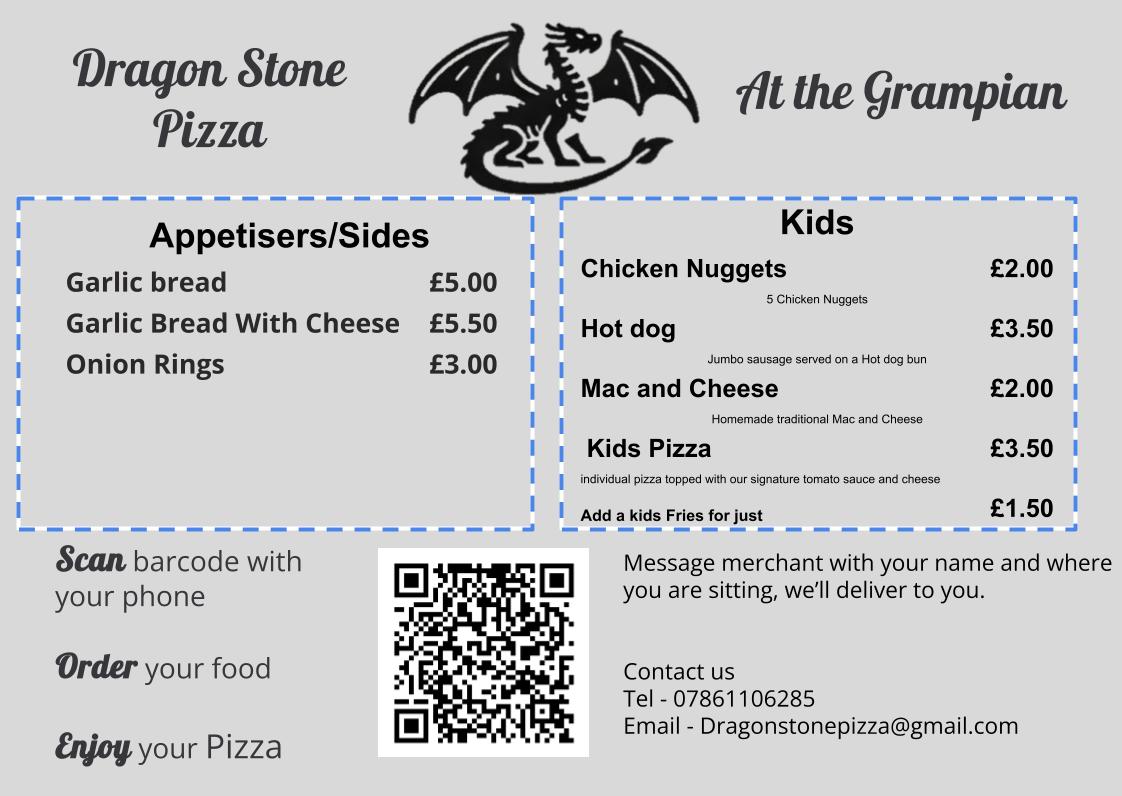 Dragon Stone
Pizza
At the Grampian
Appetisers/Sides
Garlic bread £5.00
Garlic Bread With Cheese £5.50
Onion Rings £3.00
Kids
Chicken Nuggets £2.00
5 Chicken Nuggets
Hot dog £3.50
Jumbo sausage served on a Hot dog bun
Mac and Cheese £2.00
Homemade traditional Mac and Cheese
Kids Pizza £3.50
individual pizza topped with our signature tomato sauce and cheese
Add a kids Fries for just £1.50
Scan barcode with
your phone
Order your food
Enjoy your Pizza
Message merchant with your name and where
you are sitting, we’ll deliver to you.
Contact us
Tel - 07861106285
Email - Dragonstonepizza@gmail.com